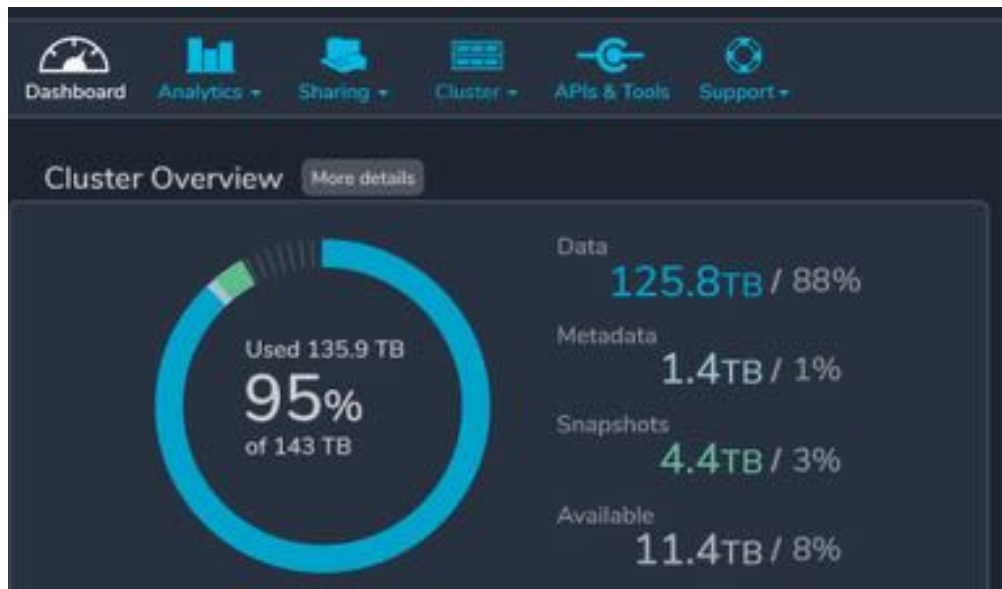 Dashboard Analytics Sharing Cluster APIs & Tools Support
Cluster Overview More details
Used 135.9 TB
95%
of 143 TB
Data
125.8TB / 88%
Metadata
1.4TB / 1%
Snapshots
4.4TB / 3%
Available
11.4TB / 8%